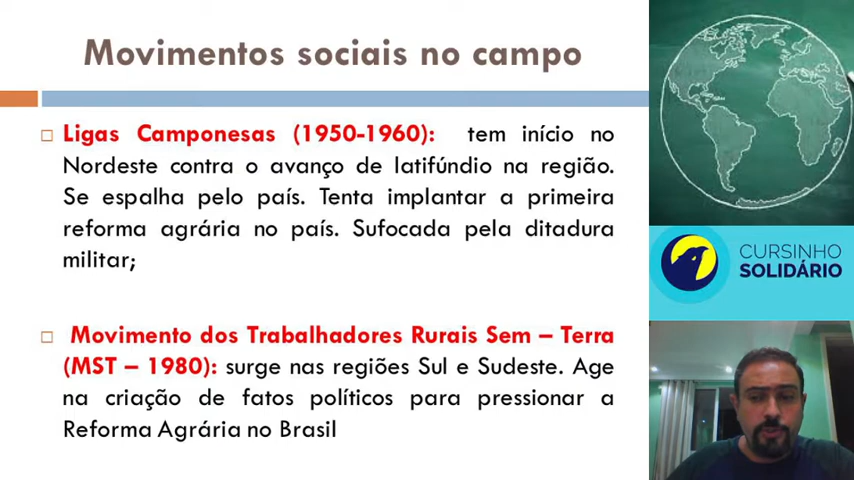 Movimentos sociais no campo
Ligas Camponesas (1950-1960): tem início no
Nordeste contra o avanço de latifúndio na região.
Se espalha pelo país. Tenta implantar a primeira
reforma agrária no país. Sufocada pela ditadura
militar;
Movimento dos Trabalhadores Rurais Sem – Terra
(MST – 1980): surge nas regiões Sul e Sudeste. Age
na criação de fatos políticos para pressionar a
Reforma Agrária no Brasil
CURSINHO
SOLIDÁRIO